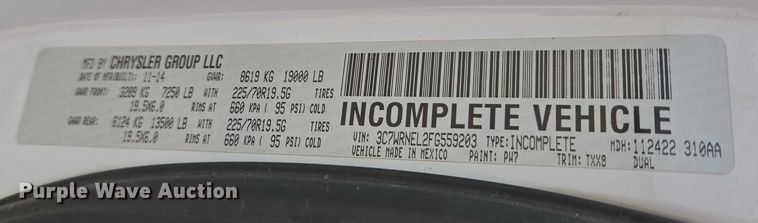 MFD BY CHRYSLER GROUP LLC
DATE OF MFR(BUILT): 11-14 GVWR: 8619 KG 19000 LB
GAWR FRONT: 3289 KG 7250 LB 225/70R19.5G TIRES
19.5X6.0 RIMS AT 660 KPA ( 95 PSI) COLD
GAWR REAR: 6124 KG 13500 LB 225/70R19.5G TIRES
19.5X6.0 RIMS AT 660 KPA ( 95 PSI) COLD
INCOMPLETE VEHICLE
VIN: 3C7WRNEL2FG559203 TYPE:INCOMPLETE MDH:112422 310AA
VEHICLE MADE IN MEXICO PAINT: PW7 TRIM: TXX8 DUAL
Purple Wave Auction
Purple Wave Auction